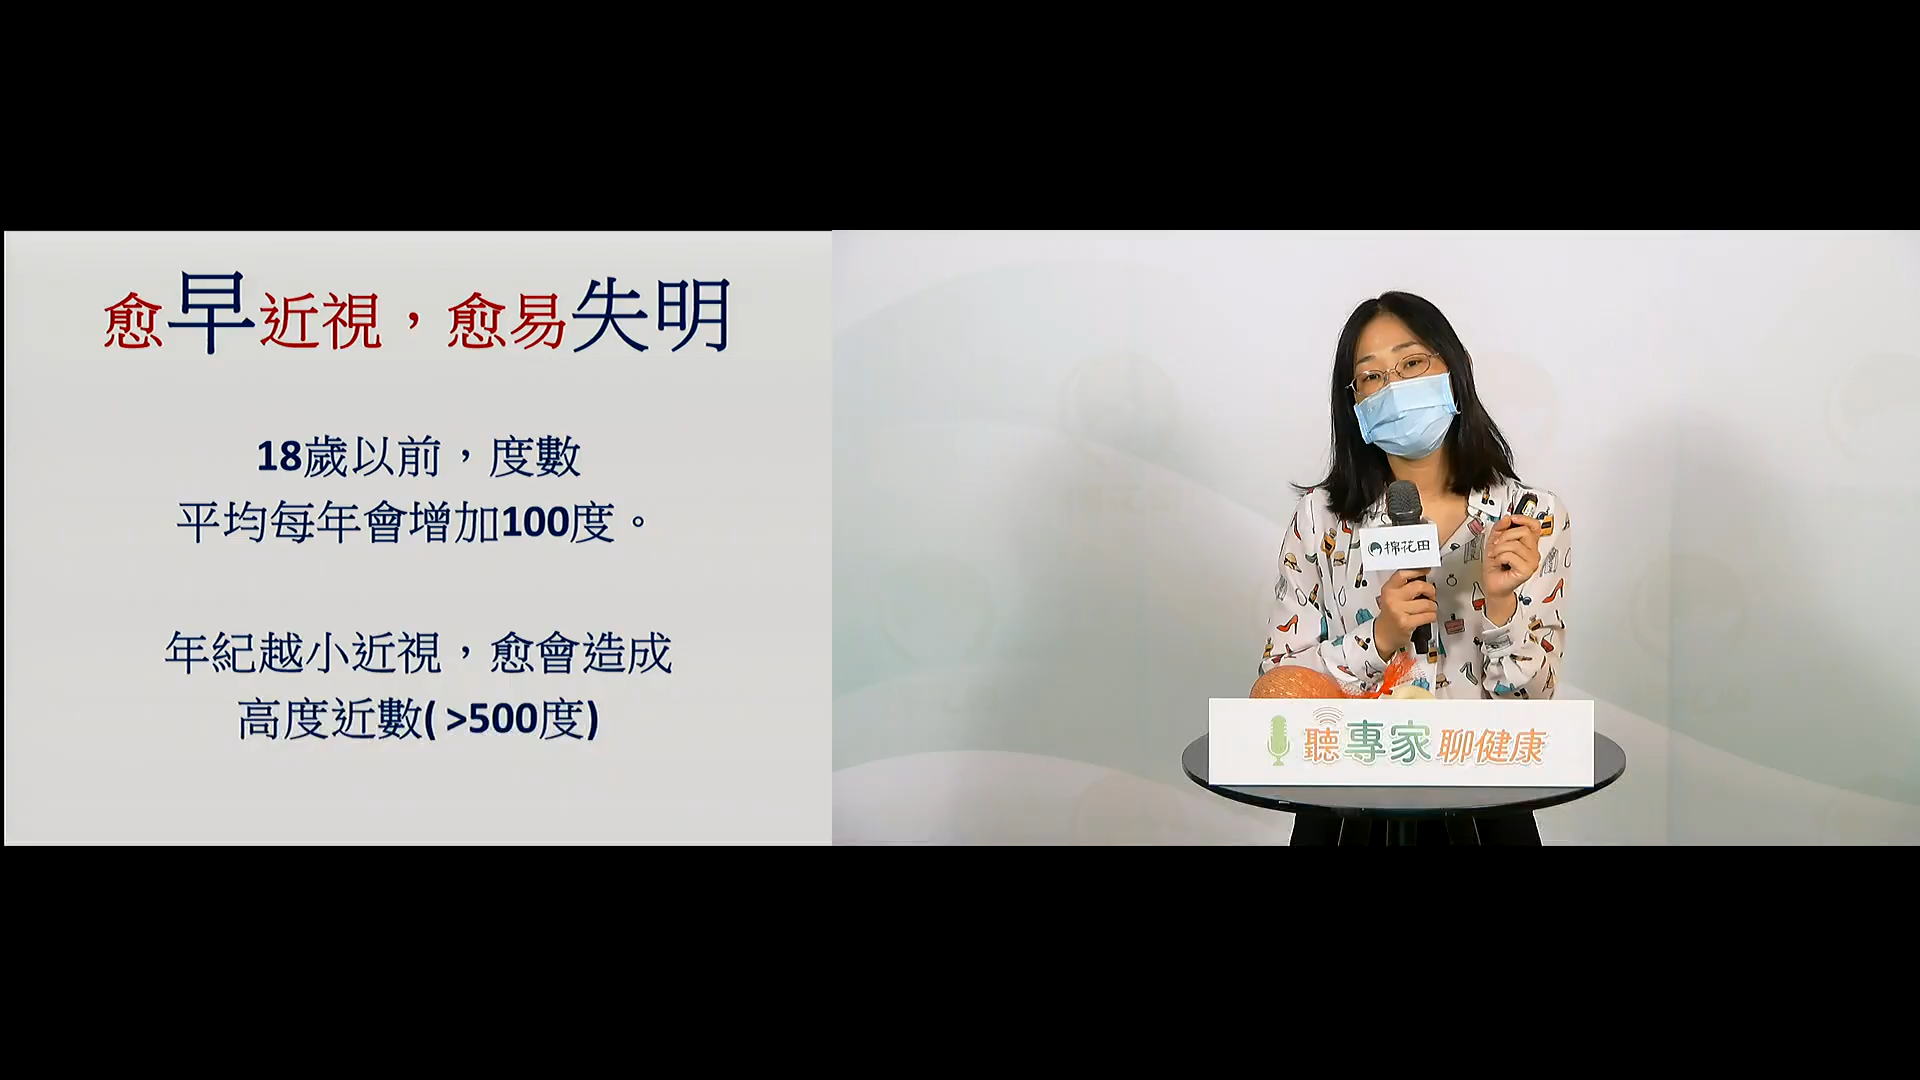 愈早近視，愈易失明
18歲以前，度數
平均每年會增加100度。
年紀越小近視，愈會造成
高度近數( >500度)
棉花田
聽專家聊健康